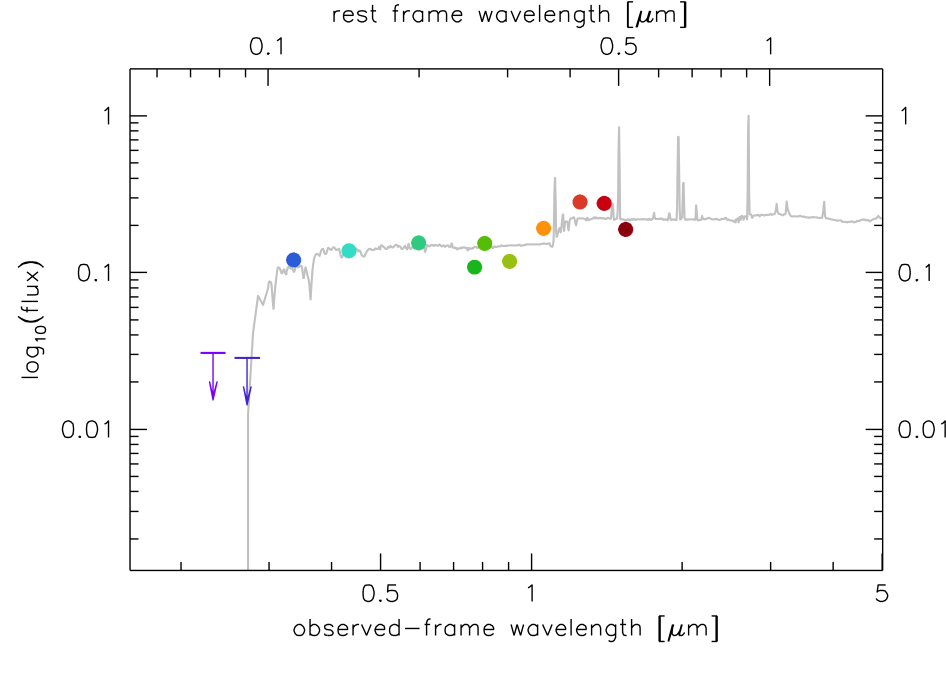 rest frame wavelength [μm]
0.1 0.5 1
1 1
0.1 0.1
0.01 0.01
log10(flux)
0.5 1 5
observed-frame wavelength [μm]